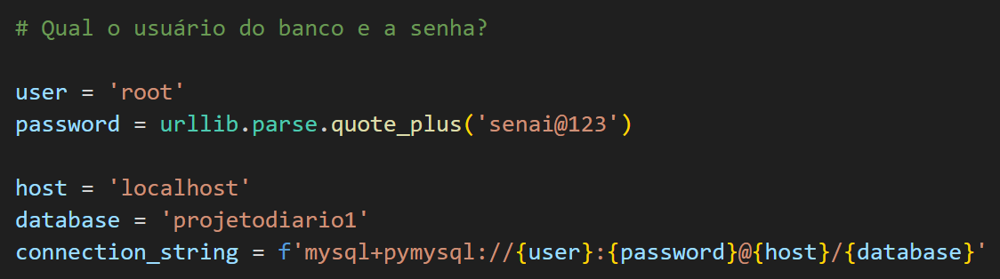 # Qual o usuário do banco e a senha?
user = 'root'
password = urllib.parse.quote_plus('senai@123')
host = 'localhost'
database = 'projetodiario1'
connection_string = f'mysql+pymysql://{user}:{password}@{host}/{database}'